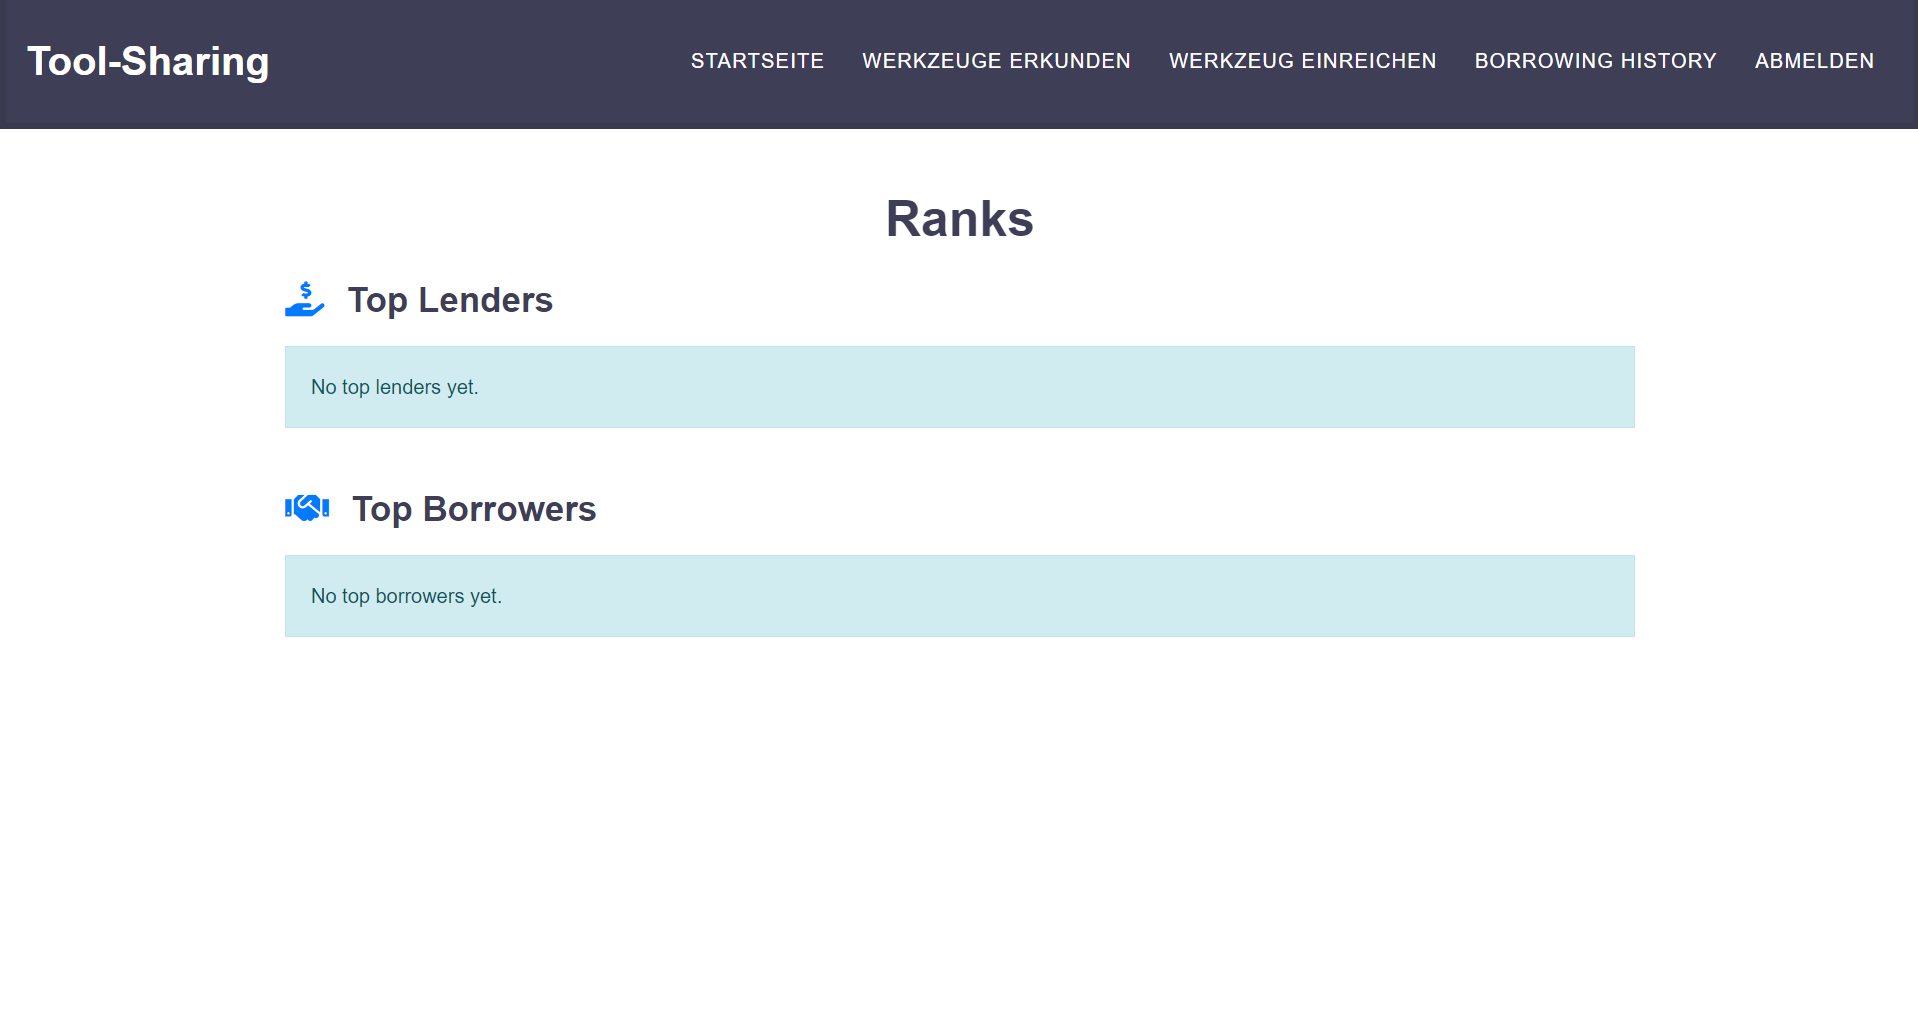 Tool-Sharing
STARTSEITE WERKZEUGE ERKUNDEN WERKZEUG EINREICHEN BORROWING HISTORY ABMELDEN
Ranks
Top Lenders
No top lenders yet.
Top Borrowers
No top borrowers yet.